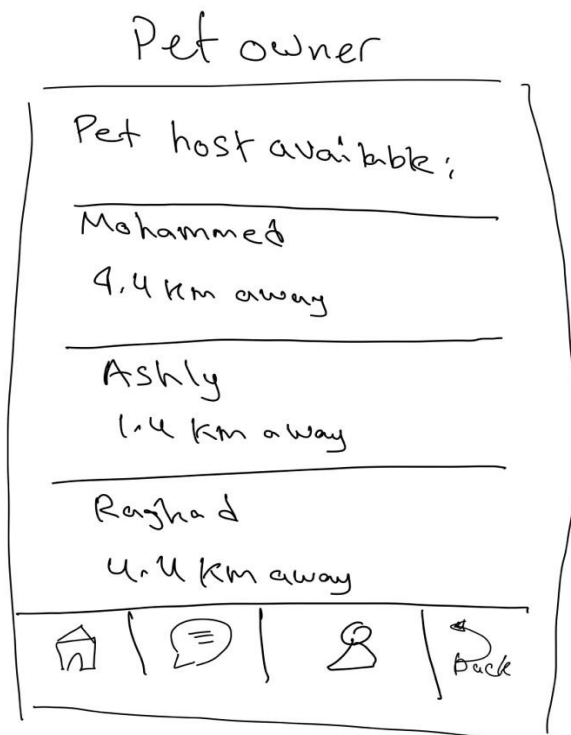 Pet owner
Pet host available:
Mohammed
4.4 km away
Ashly
1.4 km away
Raghad
4.4 km away
Back